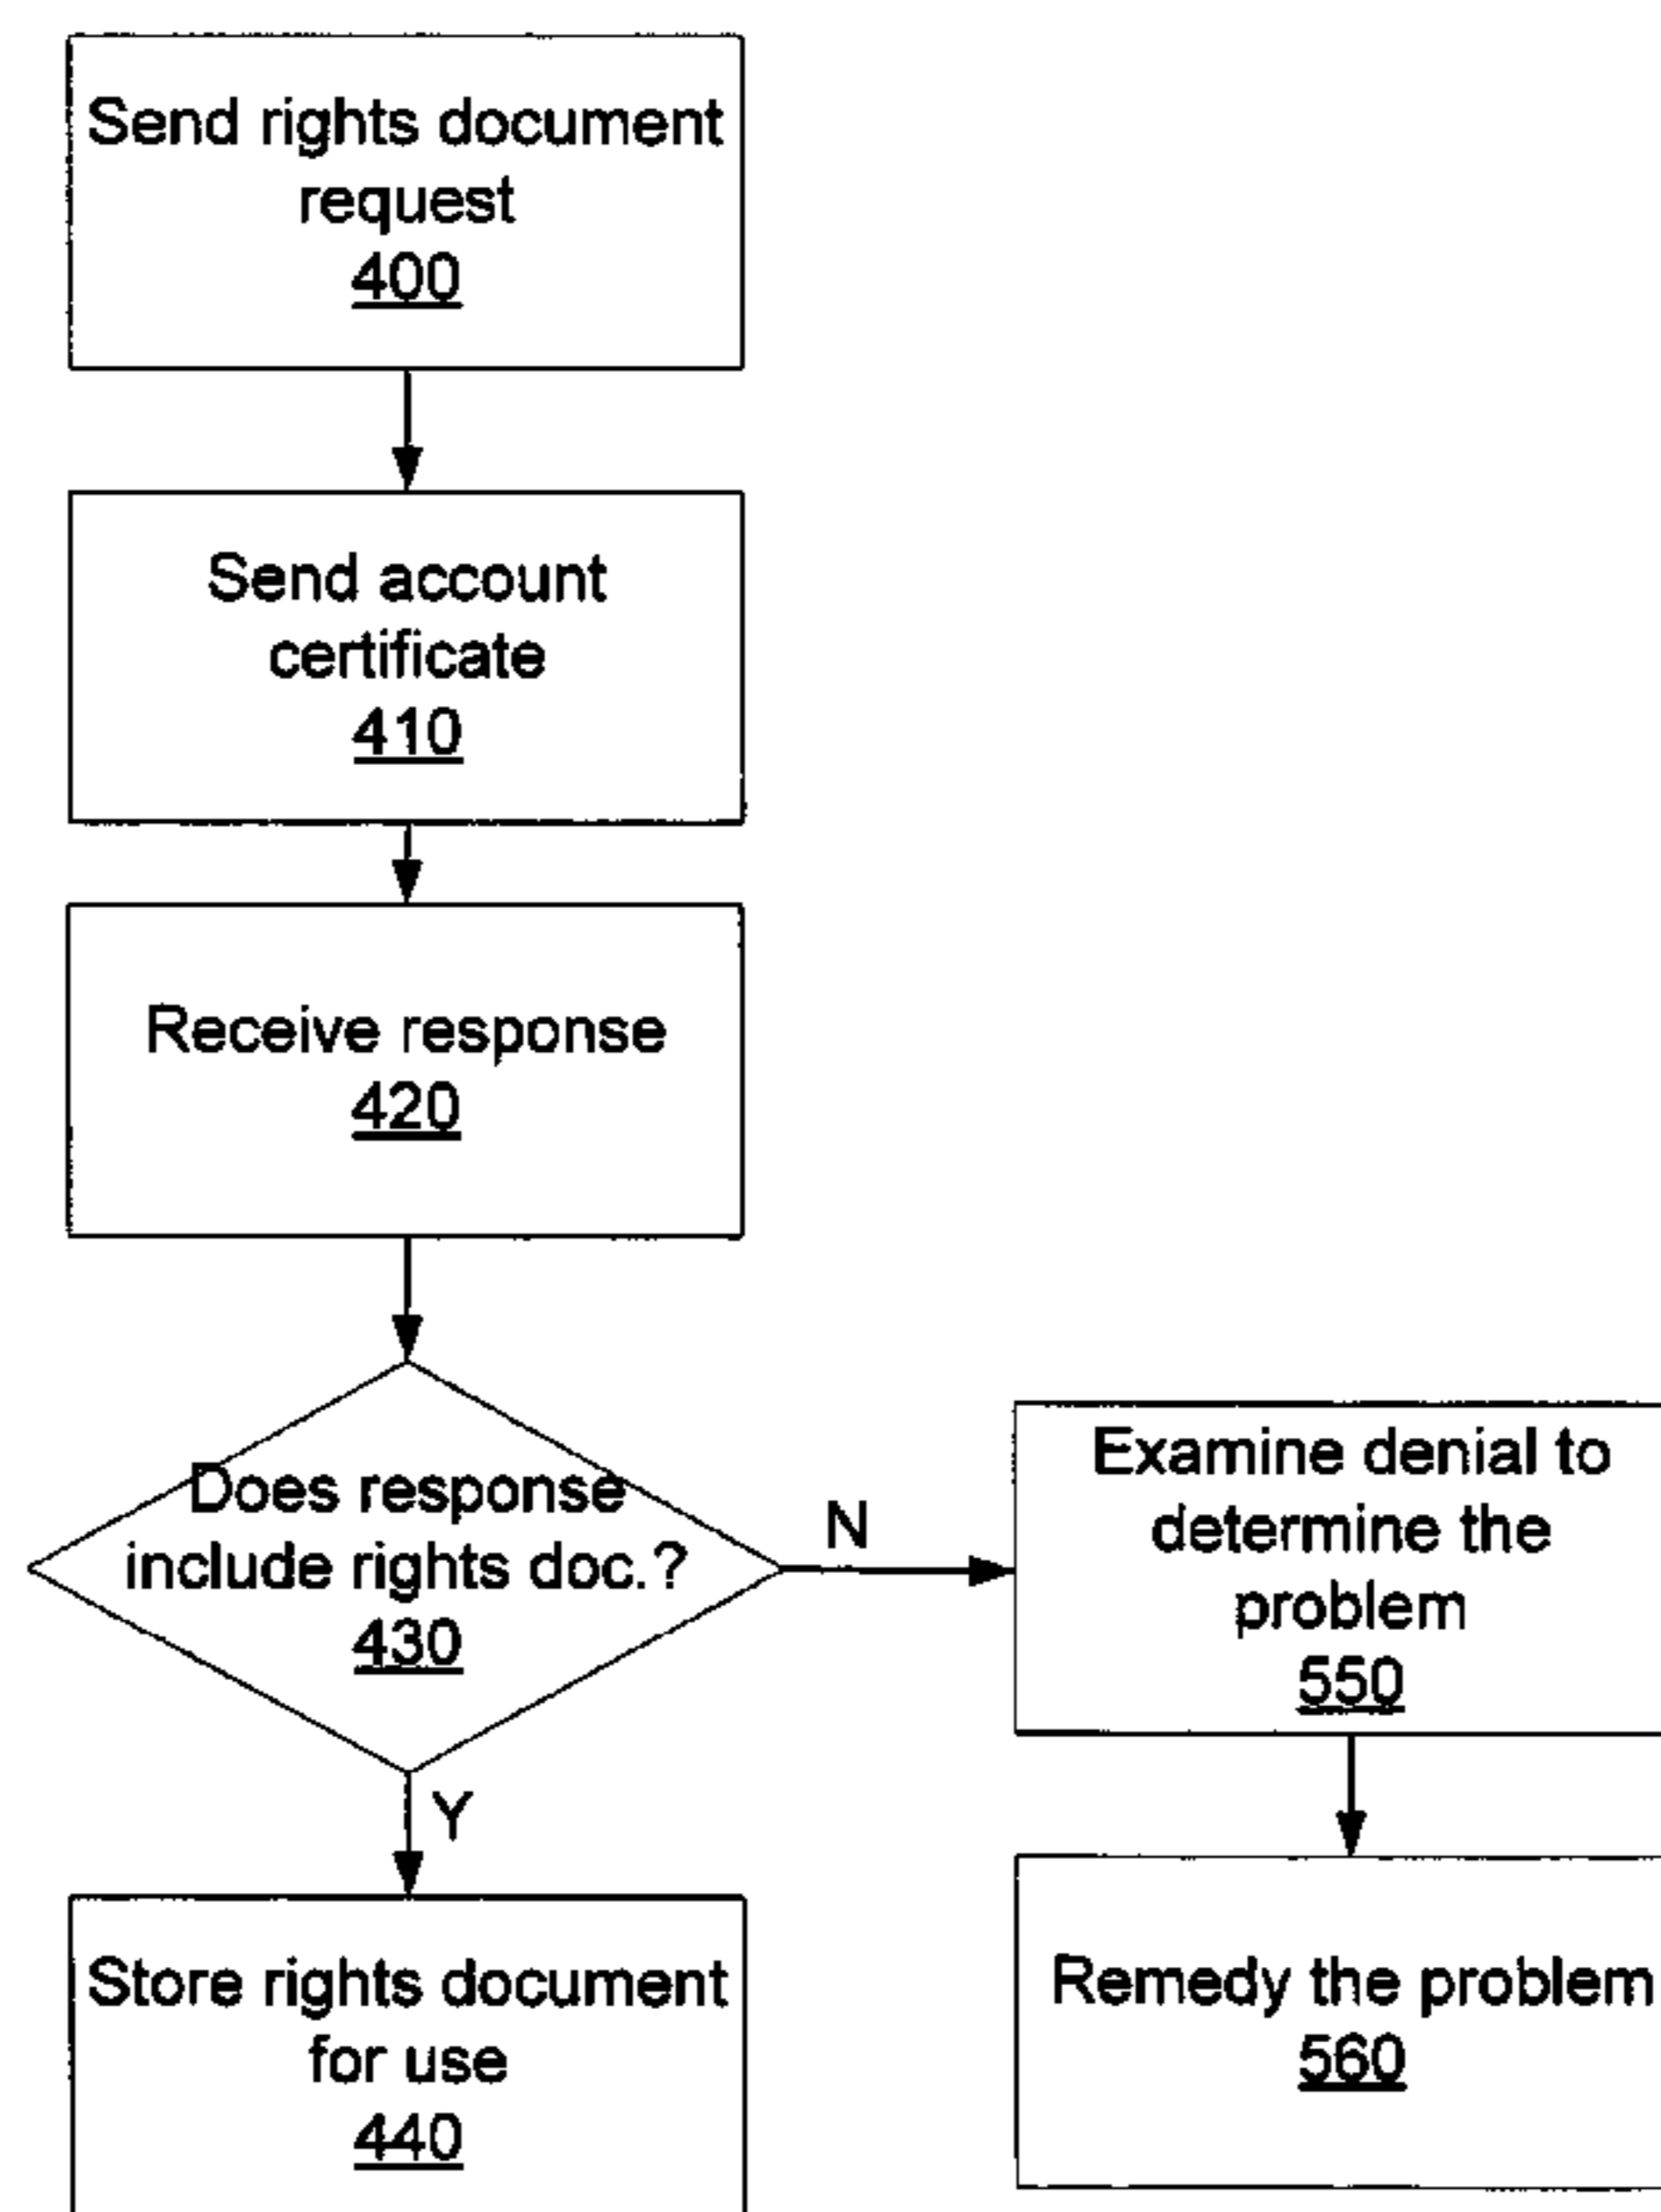 Send rights document
request
400
Send account
certificate
410
Receive response
420
Does response
include rights doc.?
430
N
Y
Examine denial to
determine the
problem
550
Store rights document
for use
440
Remedy the problem
560